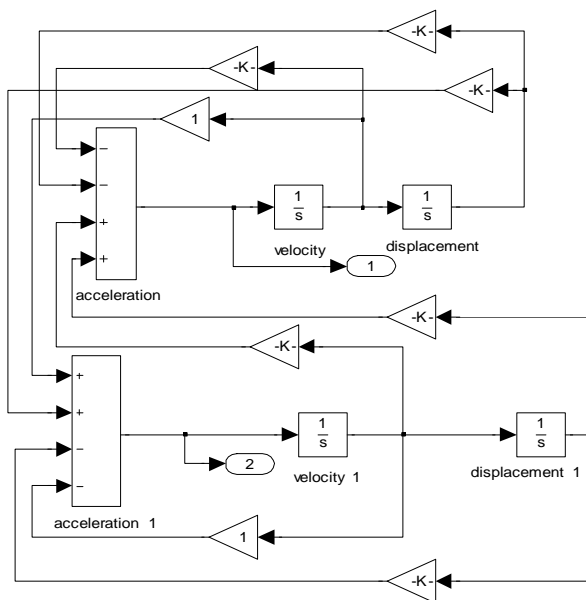 -K-
-K-
-K-
1
−
−
+
+
acceleration
1
s
velocity
1
s
displacement
1
-K-
-K-
+
+
−
−
acceleration 1
1
s
velocity 1
1
s
displacement 1
2
1
-K-